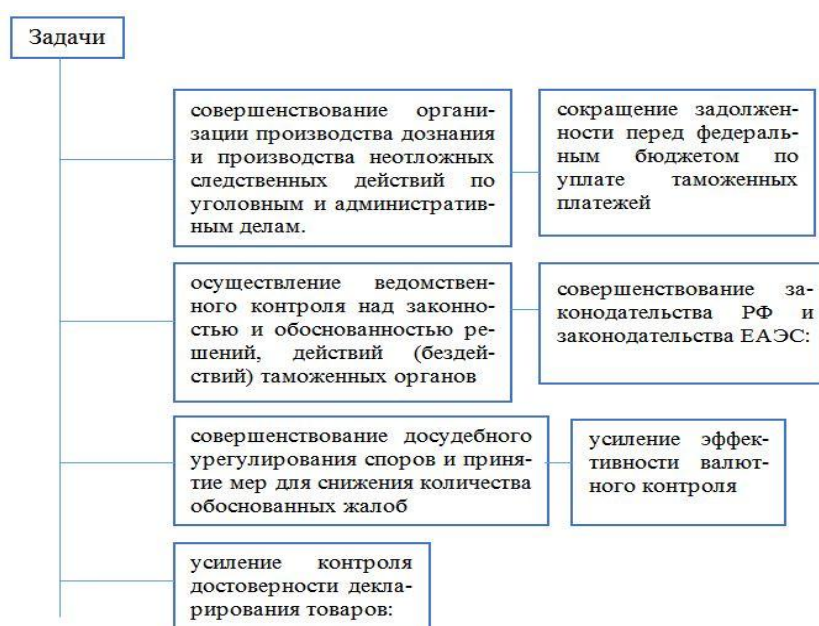 Задачи
совершенствование органи-
зации производства дознания
и производства неотложных
следственных действий по
уголовным и административ-
ным делам.
сокращение задолжен-
ности перед федераль-
ным бюджетом по
уплате таможенных
платежей
осуществление ведомствен-
ного контроля над законно-
стью и обоснованностью ре-
шений, действий (бездей-
ствий) таможенных органов
совершенствование за-
конодательства РФ и
законодательства ЕАЭС:
совершенствование досудебного
урегулирования споров и приня-
тие мер для снижения количества
обоснованных жалоб
усиление эффек-
тивности валют-
ного контроля
усиление контроля
достоверности декла-
рирования товаров: